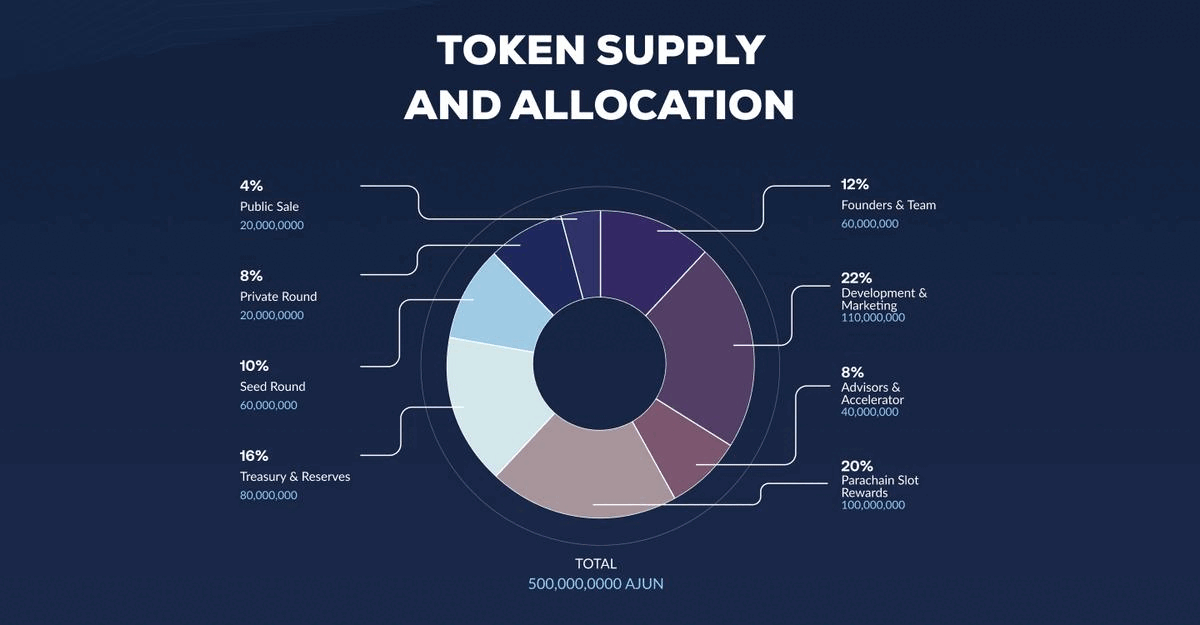 TOKEN SUPPLY
AND ALLOCATION
4%
Public Sale
20,000,0000
8%
Private Round
20,000,0000
10%
Seed Round
60,000,000
16%
Treasury & Reserves
80,000,000
12%
Founders & Team
60,000,000
22%
Development &
Marketing
110,000,000
8%
Advisors &
Accelerator
40,000,000
20%
Parachain Slot
Rewards
100,000,000
TOTAL
500,000,0000 AJUN